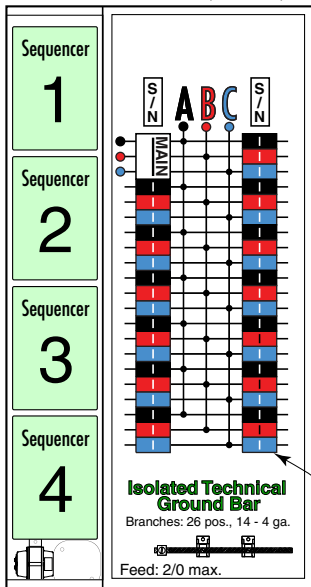 Sequencer
1
Sequencer
2
Sequencer
3
Sequencer
4
S/N
A
B
C
S/N
MAIN
Isolated Technical
Ground Bar
Branches: 26 pos., 14 - 4 ga.
Feed: 2/0 max.